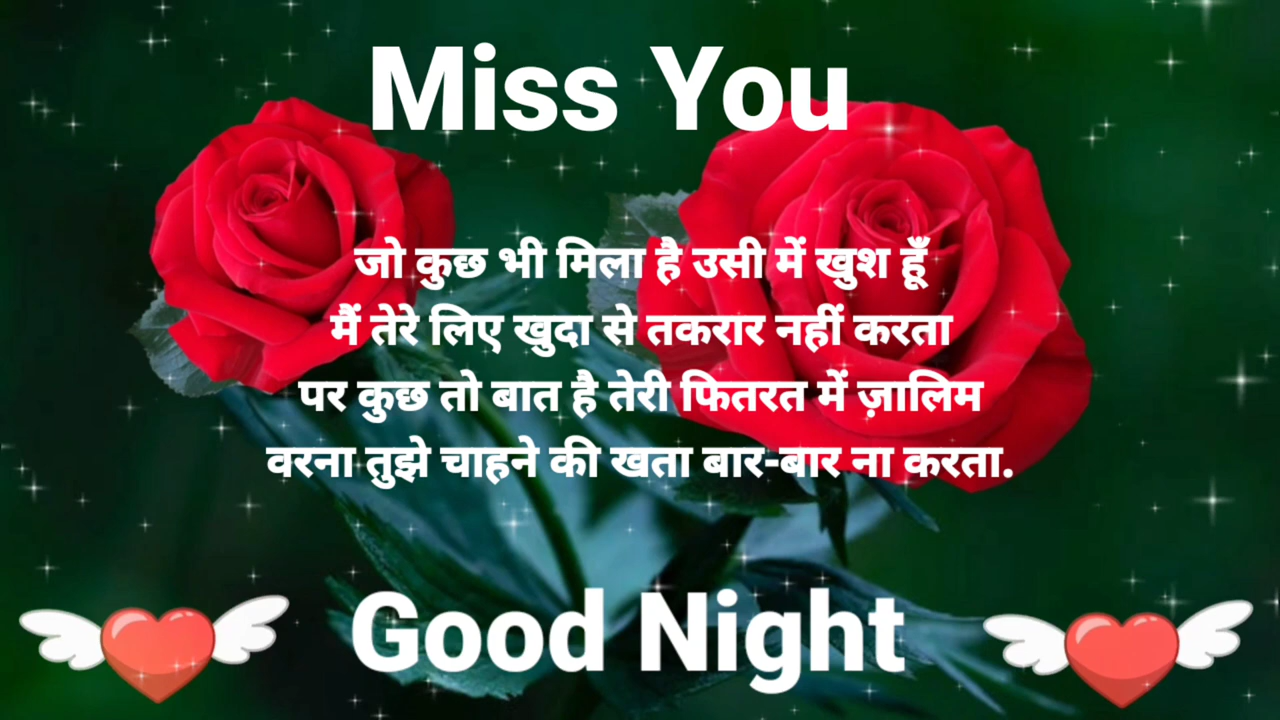 Miss You
जो कुछ भी मिला है उसी में खुश हूँ
मैं तेरे लिए खुदा से तकरार नहीं करता
पर कुछ तो बात है तेरी फितरत में ज़ालिम
वरना तुझे चाहने की खता बार-बार ना करता.
Good Night